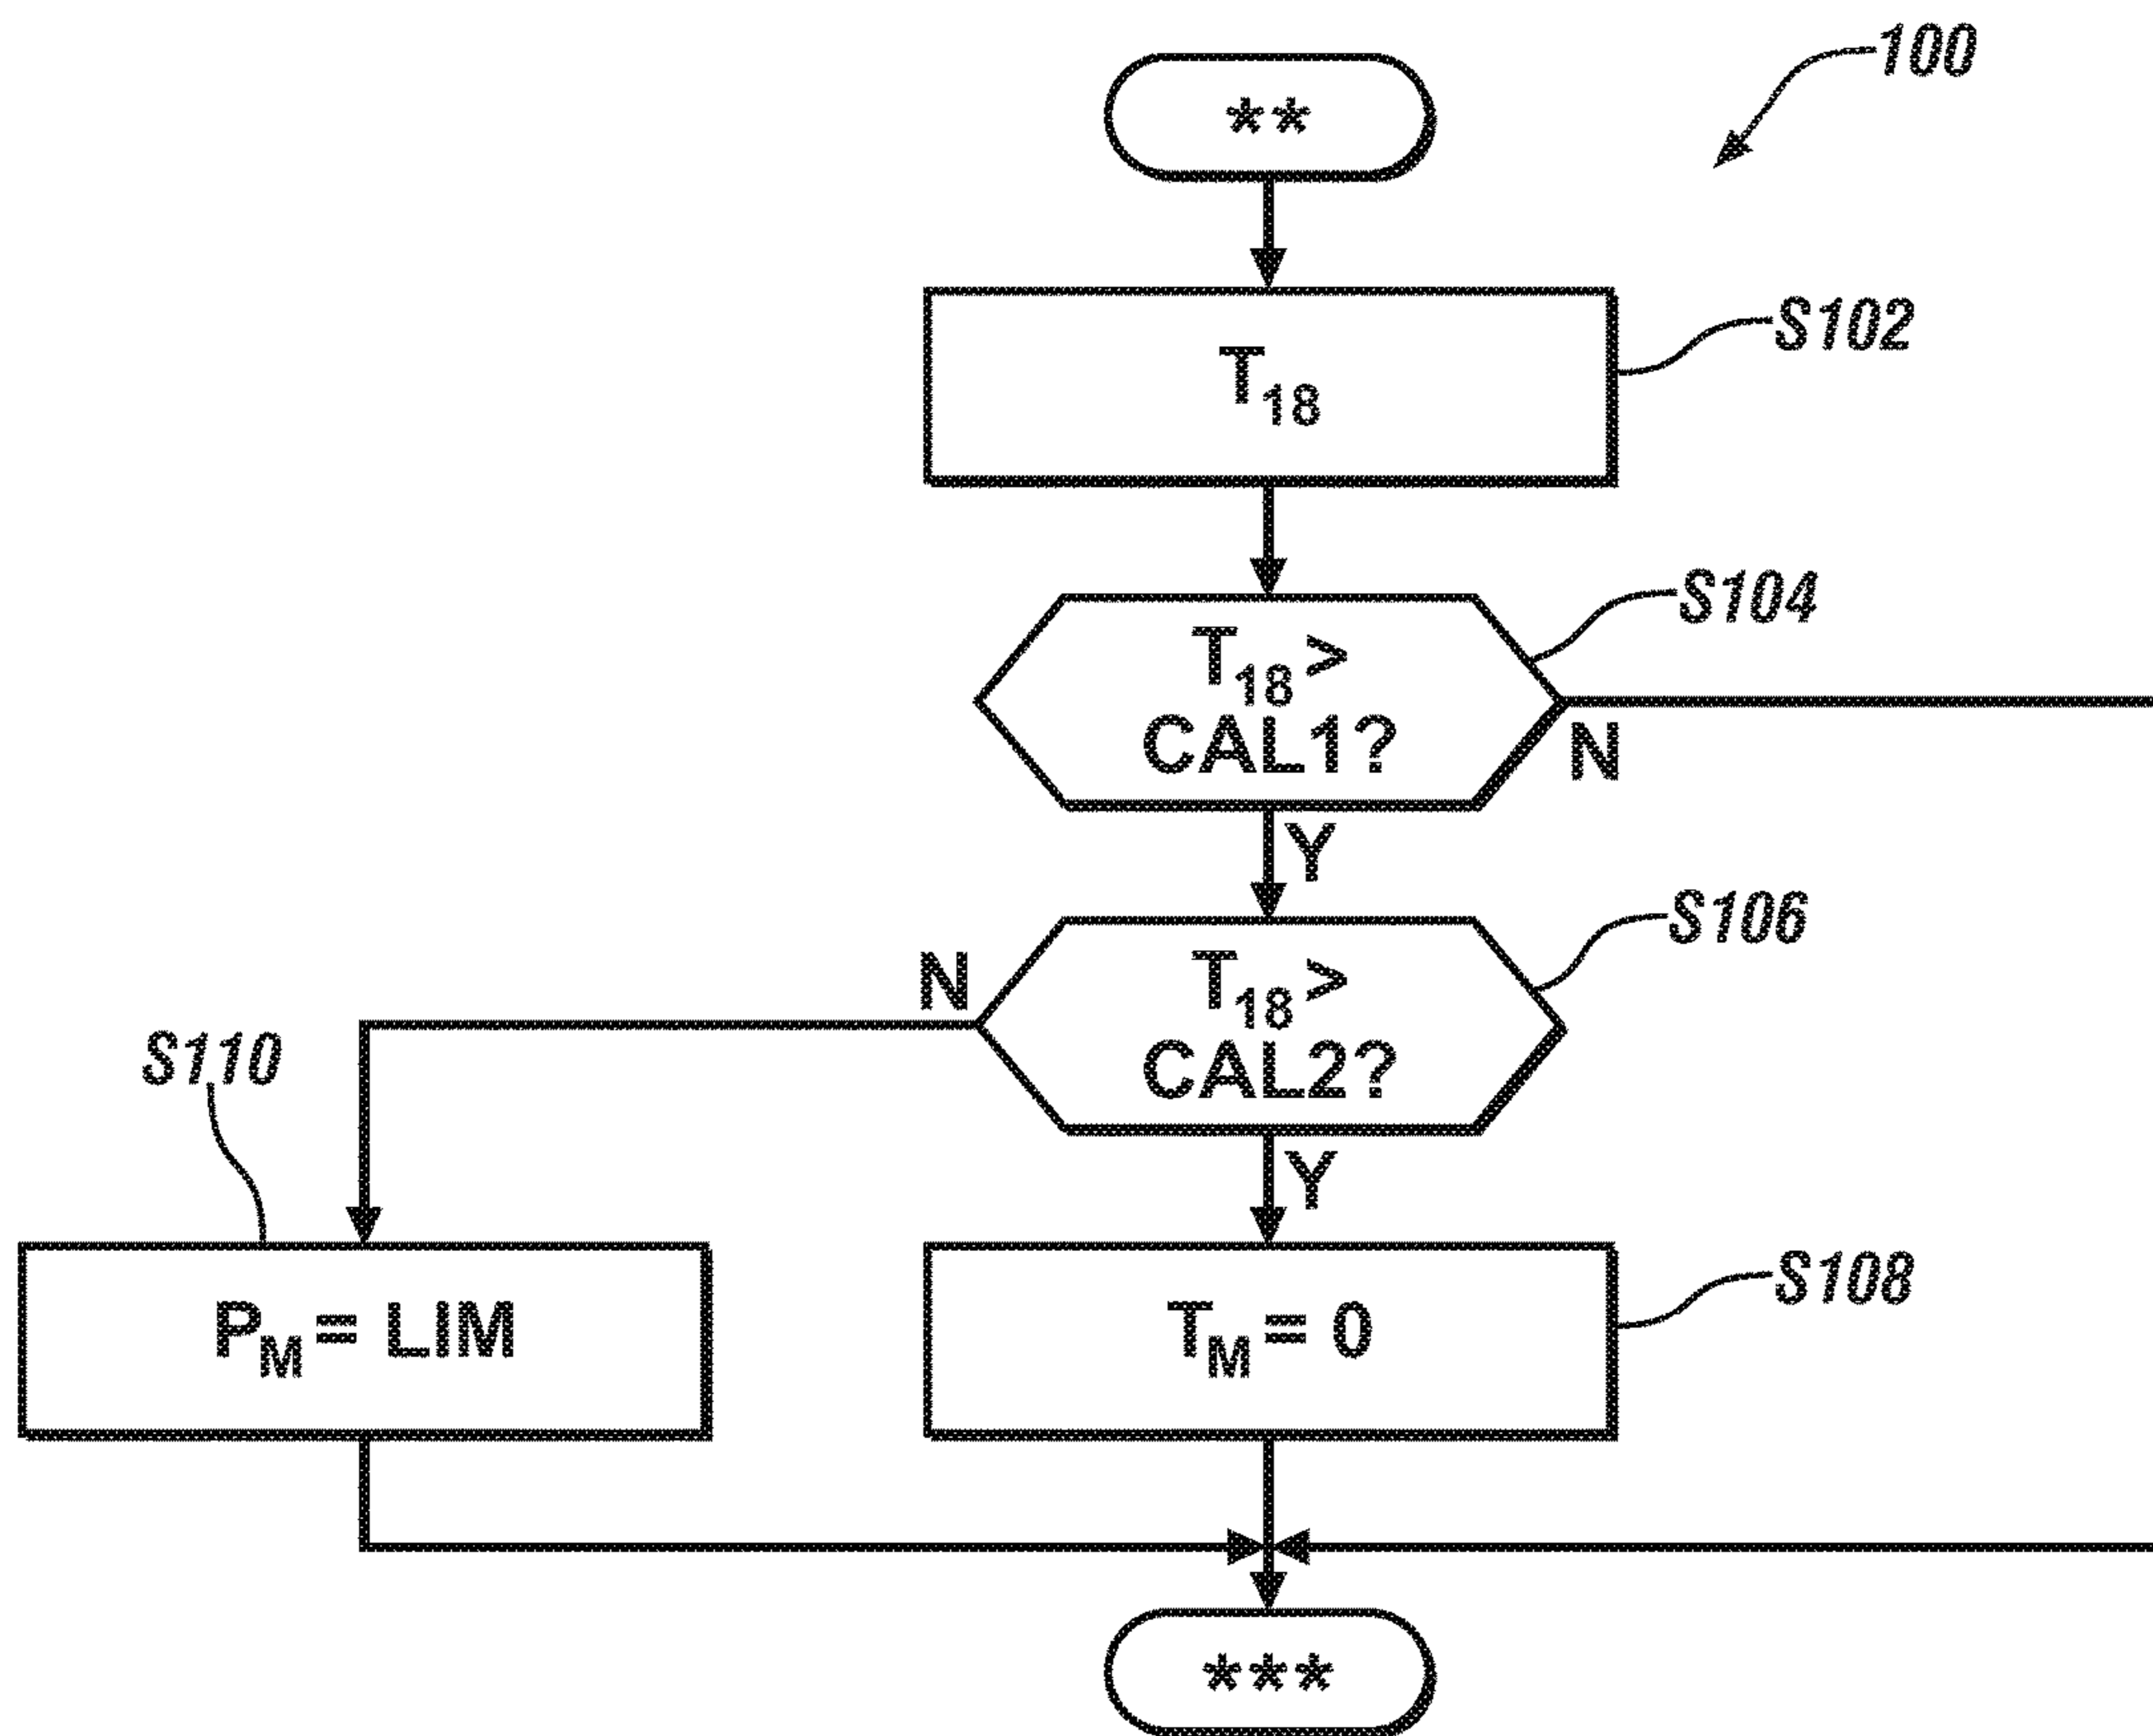 100
**
S102
T18
S104
T18 >
CAL1?
N
Y
S106
N
T18 >
CAL2?
S110
Y
S108
PM = LIM
TM = 0
***